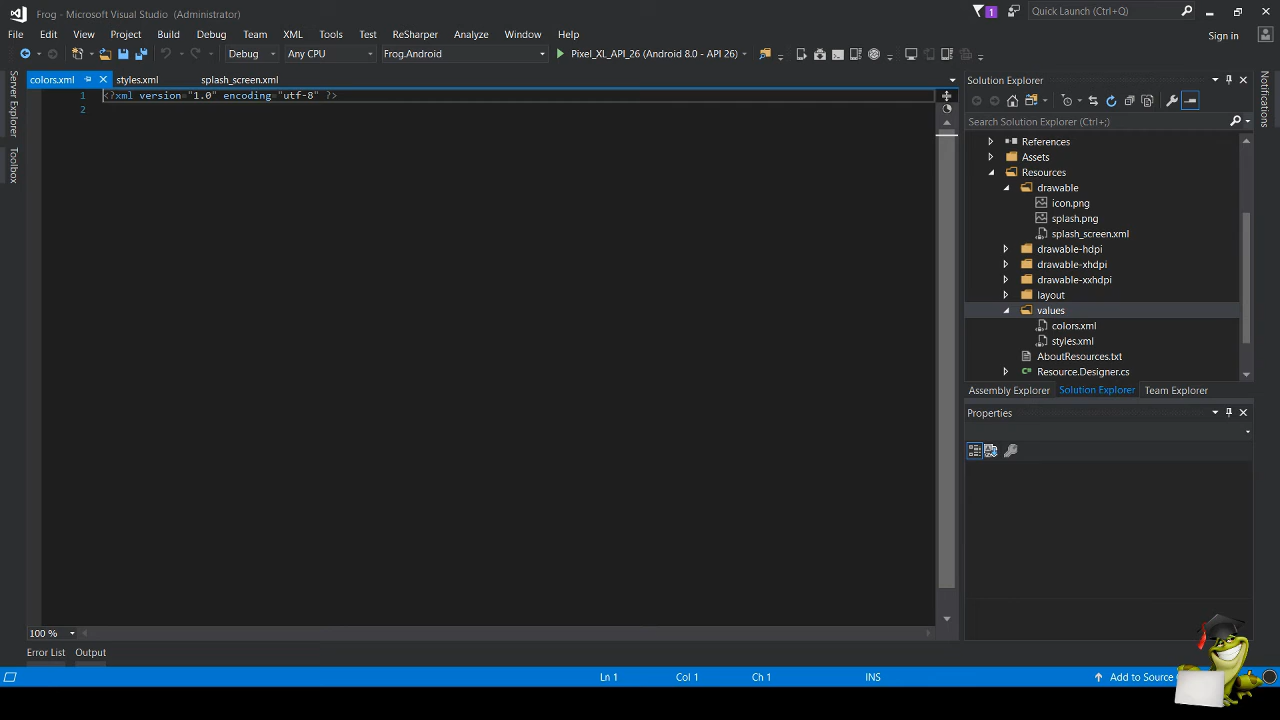 Frog - Microsoft Visual Studio (Administrator)
1
Quick Launch (Ctrl+Q)
File Edit View Project Build Debug Team XML Tools Test ReSharper Analyze Window Help
Sign in
Debug Any CPU Frog.Android Pixel_XL_API_26 (Android 8.0 - API 26)
Server Explorer
Toolbox
colors.xml styles.xml splash_screen.xml
1 <?xml version="1.0" encoding="utf-8" ?>
2
100 %
Error List Output
Solution Explorer
Search Solution Explorer (Ctrl+;)
References
Assets
Resources
drawable
icon.png
splash.png
splash_screen.xml
drawable-hdpi
drawable-xhdpi
drawable-xxhdpi
layout
values
colors.xml
styles.xml
AboutResources.txt
Resource.Designer.cs
Assembly Explorer Solution Explorer Team Explorer
Properties
Notifications
Ln 1 Col 1 Ch 1 INS Add to Source